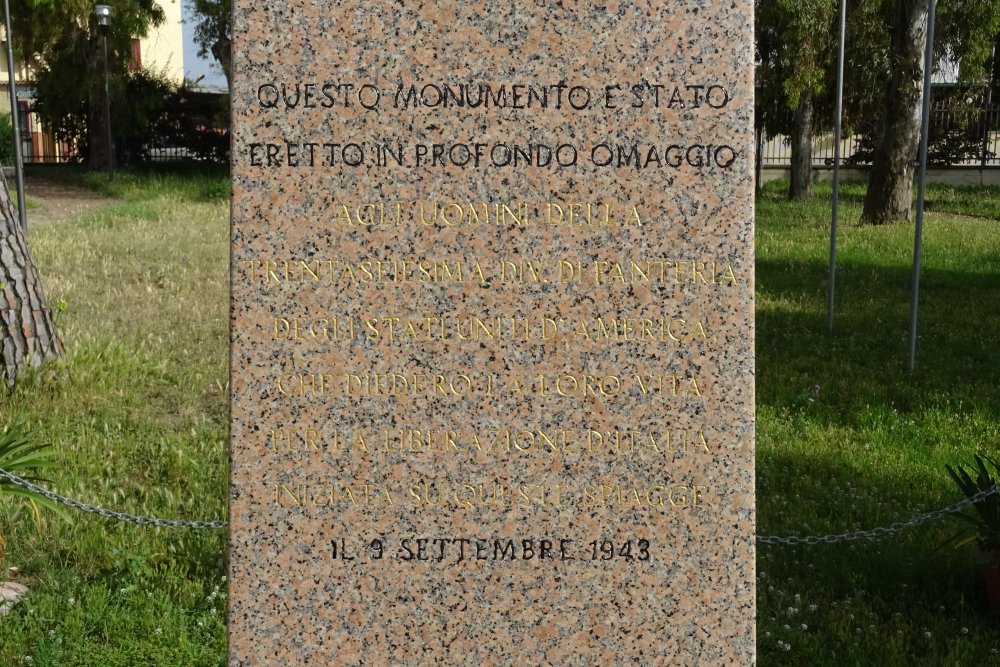 QUESTO MONUMENTO E STATO
ERETTO IN PROFONDO OMAGGIO
AGLI UOMINI DELLA
TRENTASEIESIMA DIV. DI FANTERIA
DEGLI STATI UNITI D'AMERICA
CHE DIEDERO LA LORO VITA
PER LA LIBERAZIONE D'ITALIA
INIZIATA SU QUESTE SPIAGGE
IL 9 SETTEMBRE 1943